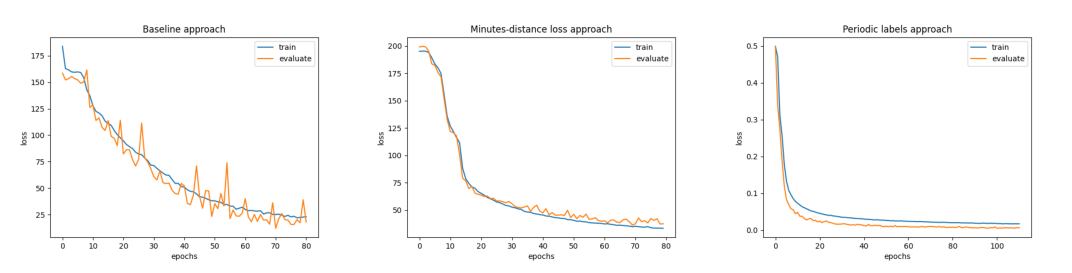 Baseline approach
train
evaluate
175
150
125
100
75
50
25
loss
0 10 20 30 40 50 60 70 80
epochs
Minutes-distance loss approach
train
evaluate
200
175
150
125
100
75
50
loss
0 10 20 30 40 50 60 70 80
epochs
Periodic labels approach
train
evaluate
0.5
0.4
0.3
0.2
0.1
0.0
loss
0 20 40 60 80 100
epochs